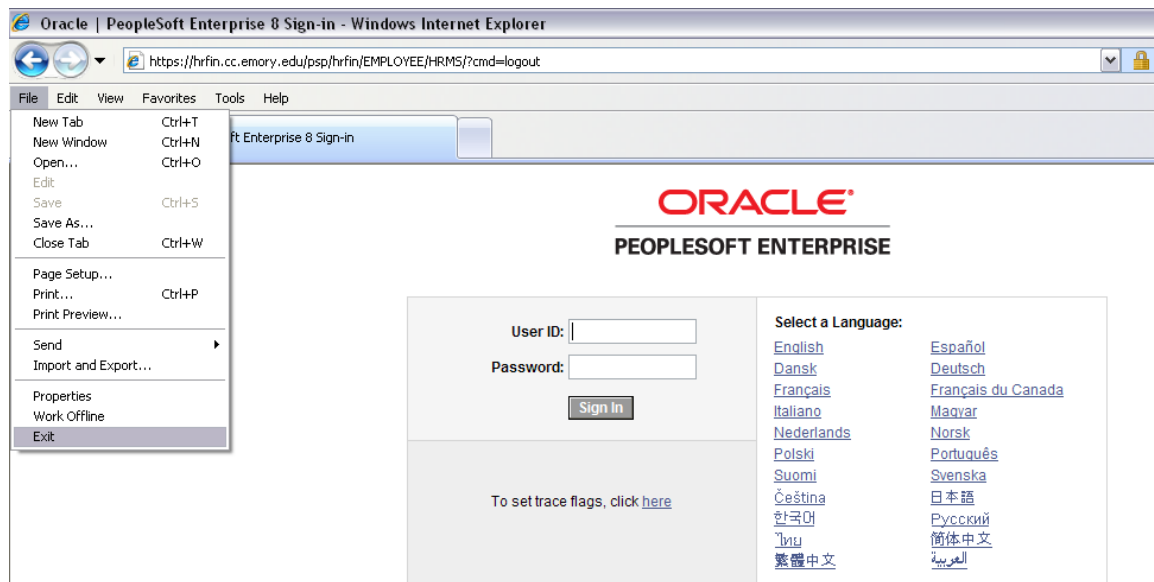 Oracle | PeopleSoft Enterprise 8 Sign-in - Windows Internet Explorer
https://hrfin.cc.emory.edu/psp/hrfin/EMPLOYEE/HRMS/?cmd=logout
File Edit View Favorites Tools Help
New Tab Ctrl+T
New Window Ctrl+N
Open... Ctrl+O
Edit
Save Ctrl+S
Save As...
Close Tab Ctrl+W
Page Setup...
Print... Ctrl+P
Print Preview...
Send
Import and Export...
Properties
Work Offline
Exit
ft Enterprise 8 Sign-in
ORACLE
PEOPLESOFT ENTERPRISE
User ID:
Password:
Sign In
To set trace flags, click here
Select a Language:
English Español
Dansk Deutsch
Français Français du Canada
Italiano Magyar
Nederlands Norsk
Polski Português
Suomi Svenska
Čeština 日本語
한국어 Русский
ไทย 简体中文
繁體中文 العربية